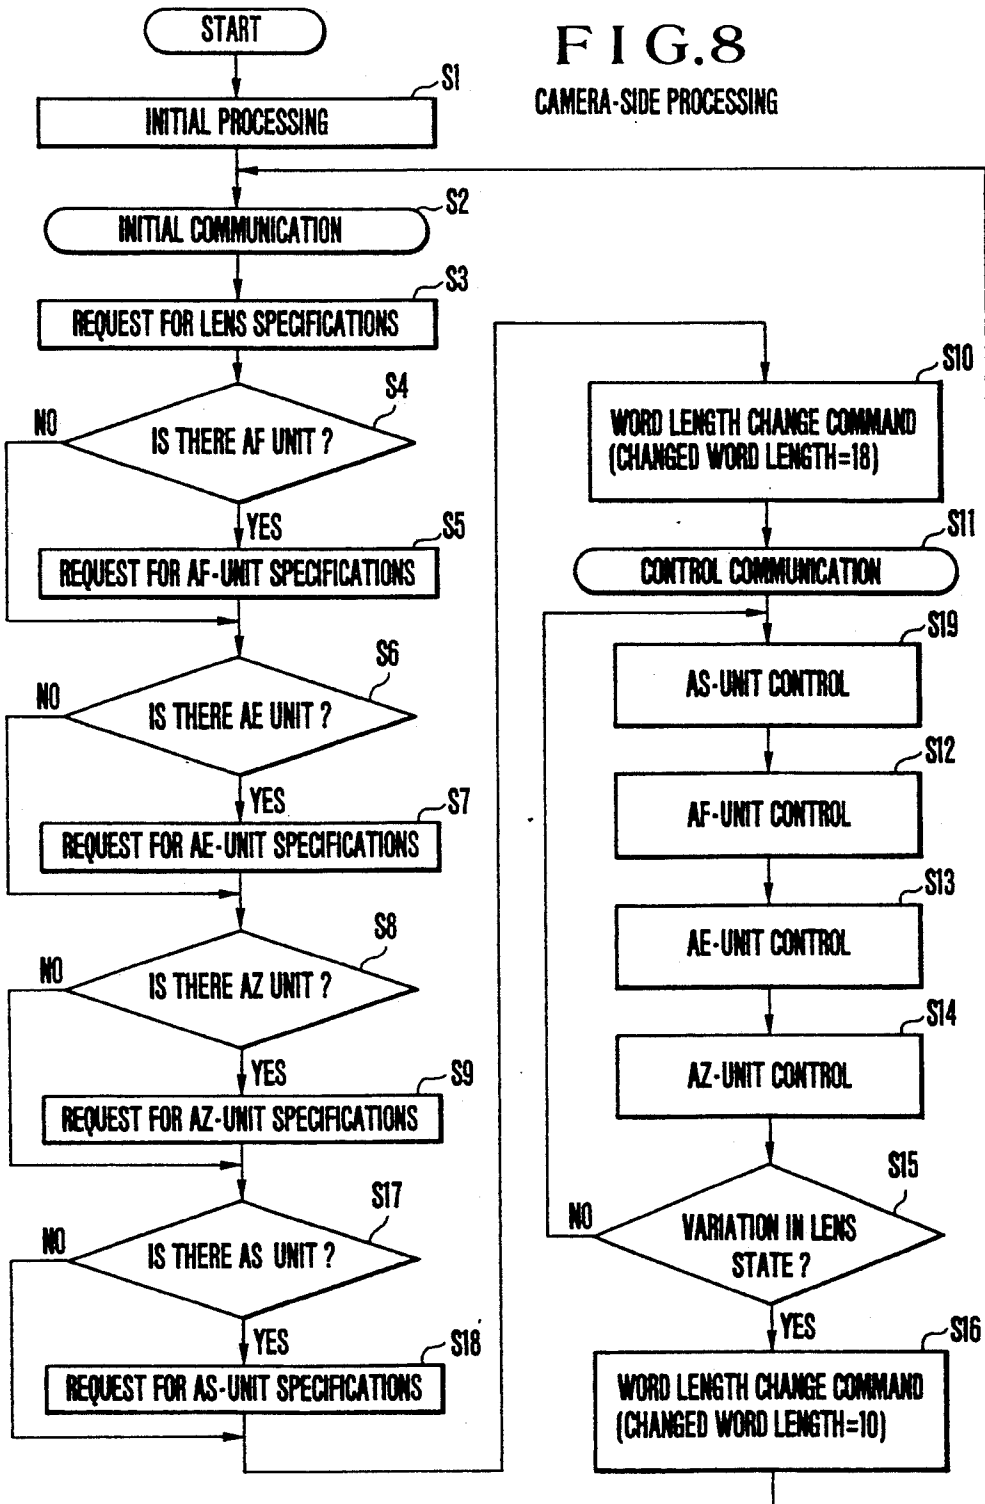 FIG.8
CAMERA-SIDE PROCESSING
START
S1
INITIAL PROCESSING
S2
INITIAL COMMUNICATION
S3
REQUEST FOR LENS SPECIFICATIONS
S4
NO
IS THERE AF UNIT ?
YES
S5
REQUEST FOR AF-UNIT SPECIFICATIONS
S6
NO
IS THERE AE UNIT ?
YES
S7
REQUEST FOR AE-UNIT SPECIFICATIONS
S8
NO
IS THERE AZ UNIT ?
YES
S9
REQUEST FOR AZ-UNIT SPECIFICATIONS
S17
NO
IS THERE AS UNIT ?
YES
S18
REQUEST FOR AS-UNIT SPECIFICATIONS
S10
WORD LENGTH CHANGE COMMAND
(CHANGED WORD LENGTH=18)
S11
CONTROL COMMUNICATION
S19
AS-UNIT CONTROL
S12
AF-UNIT CONTROL
S13
AE-UNIT CONTROL
S14
AZ-UNIT CONTROL
S15
NO
VARIATION IN LENS
STATE ?
YES
S16
WORD LENGTH CHANGE COMMAND
(CHANGED WORD LENGTH=10)